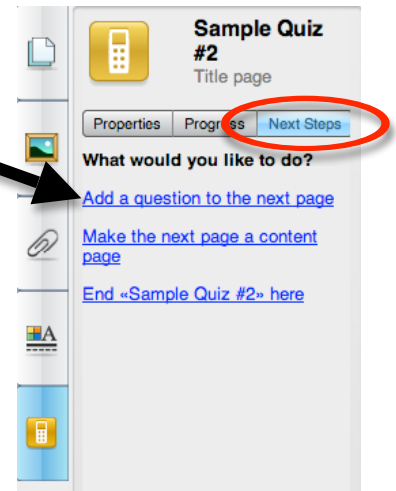 Sample Quiz
#2
Title page
Properties Progress Next Steps
What would you like to do?
Add a question to the next page
Make the next page a content
page
End «Sample Quiz #2» here
A